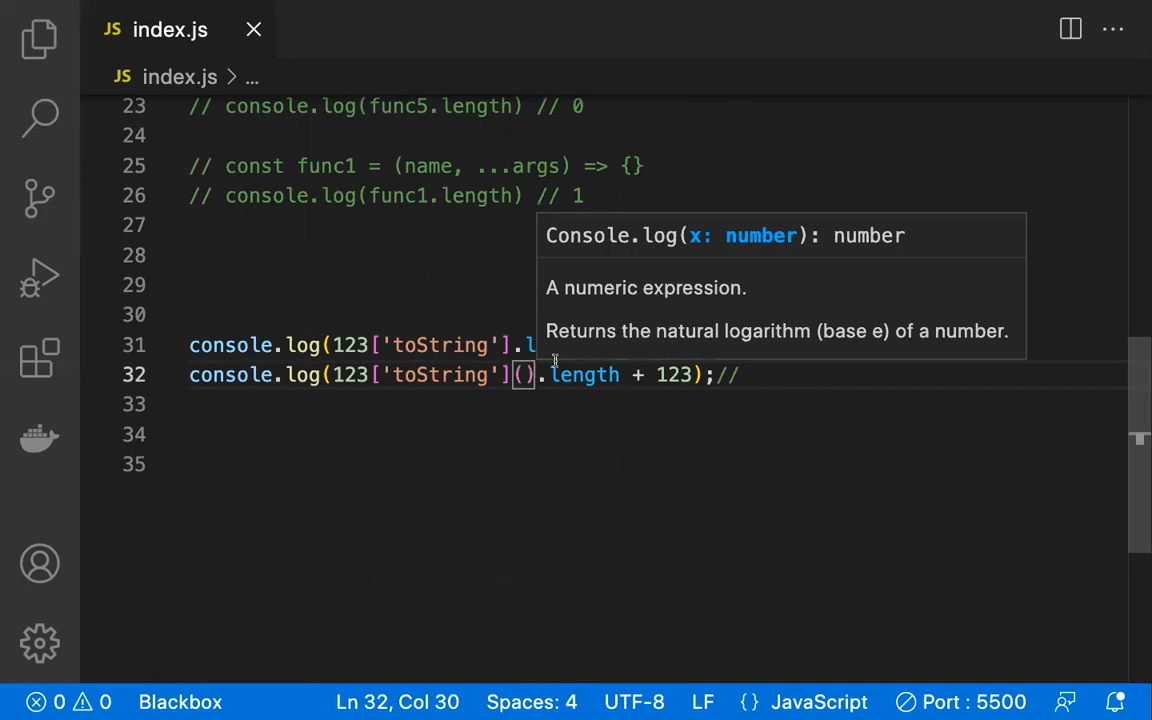 JS index.js
JS index.js > ...
23 // console.log(func5.length) // 0
24
25 // const func1 = (name, ...args) => {}
26 // console.log(func1.length) // 1
27
Console.log(x: number): number
28
29 A numeric expression.
30 Returns the natural logarithm (base e) of a number.
31 console.log(123['toString'].l
32 console.log(123['toString']().length + 123);//
33
34
35
0 0 Blackbox Ln 32, Col 30 Spaces: 4 UTF-8 LF {} JavaScript Port : 5500